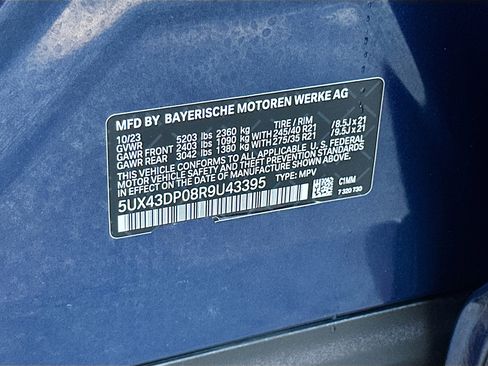 MFD BY BAYERISCHE MOTOREN WERKE AG
10/23 TIRE / RIM
GVWR 5203 lbs 2360 kg
GAWR FRONT 2403 lbs 1090 kg WITH 245/40 R21 /8.5J x 21
GAWR REAR 3042 lbs 1380 kg WITH 275/35 R21 /9.5J x 21
THIS VEHICLE CONFORMS TO ALL APPLICABLE U. S. FEDERAL
MOTOR VEHICLE SAFETY AND THEFT PREVENTION STANDARDS
IN EFFECT ON THE DATE OF MANUFACTURE SHOWN ABOVE.
5UX43DP08R9U43395 TYPE: MPV
C1MM
7 320 730